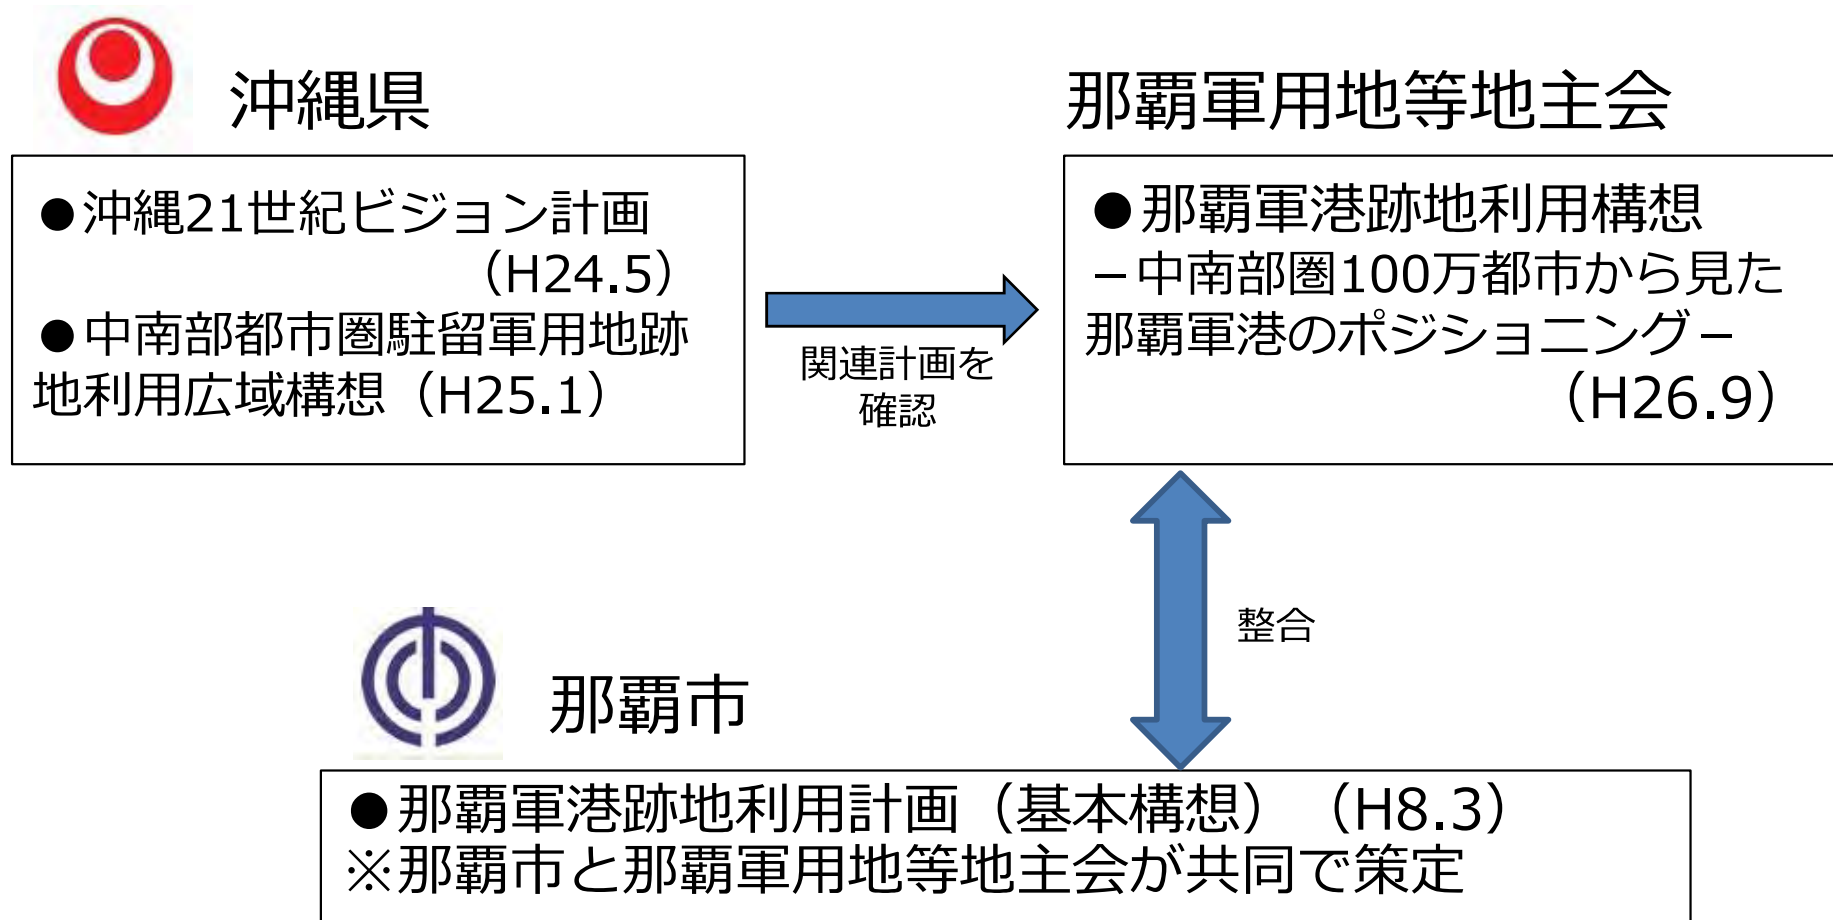 沖縄県
●沖縄21世紀ビジョン計画
（H24.5）
●中南部都市圏駐留軍用地跡
地利用広域構想（H25.1）
関連計画を
確認
那覇軍用地等地主会
●那覇軍港跡地利用構想
－中南部圏100万都市から見た
那覇軍港のポジショニング－
（H26.9）
整合
那覇市
●那覇軍港跡地利用計画（基本構想）（H8.3）
※那覇市と那覇軍用地等地主会が共同で策定